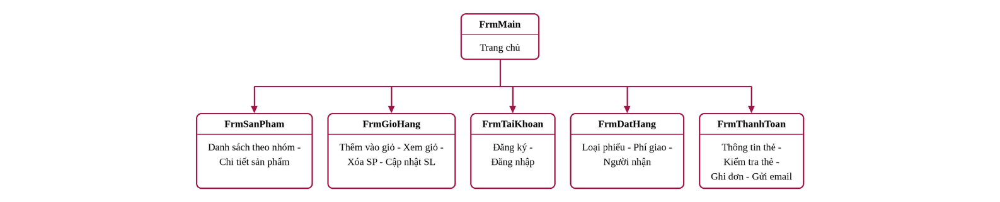 FrmMain
Trang chủ
FrmSanPham
Danh sách theo nhóm -
Chi tiết sản phẩm
FrmGioHang
Thêm vào giỏ - Xem giỏ -
Xóa SP - Cập nhật SL
FrmTaiKhoan
Đăng ký -
Đăng nhập
FrmDatHang
Loại phiếu - Phí giao -
Người nhận
FrmThanhToan
Thông tin thẻ -
Kiểm tra thẻ -
Ghi đơn - Gửi email